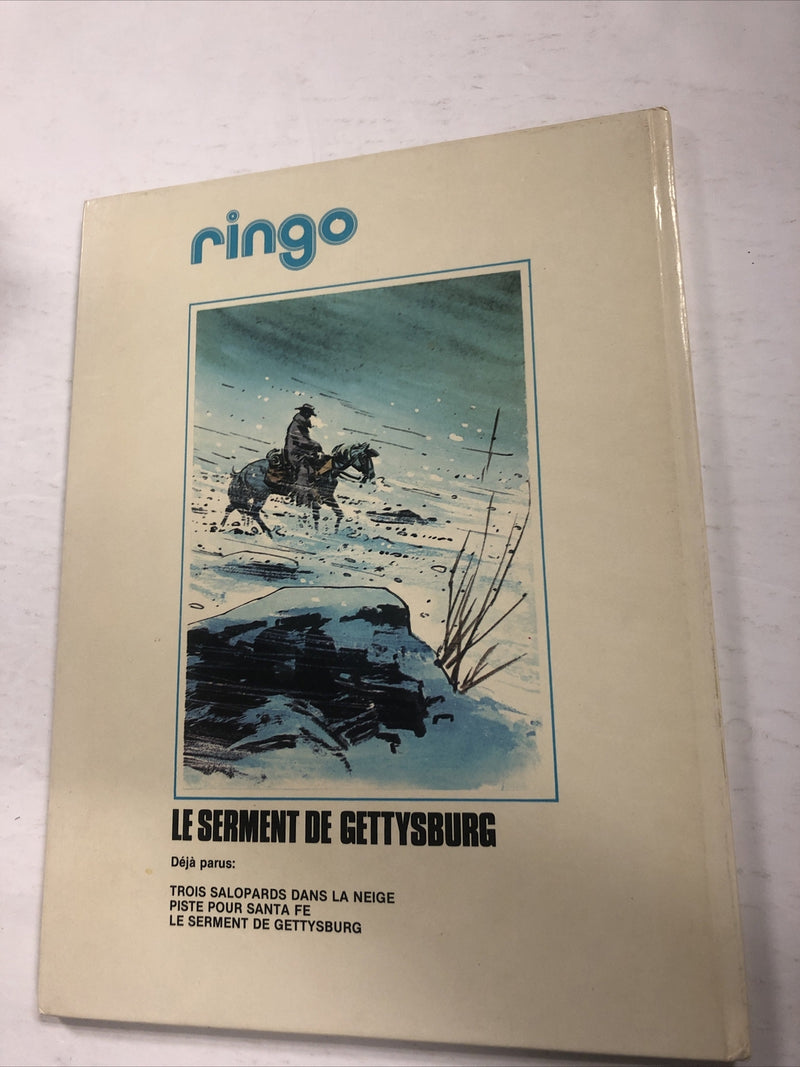 ringo
LE SERMENT DE GETTYSBURG
Déjà parus:
TROIS SALOPARDS DANS LA NEIGE
PISTE POUR SANTA FE
LE SERMENT DE GETTYSBURG